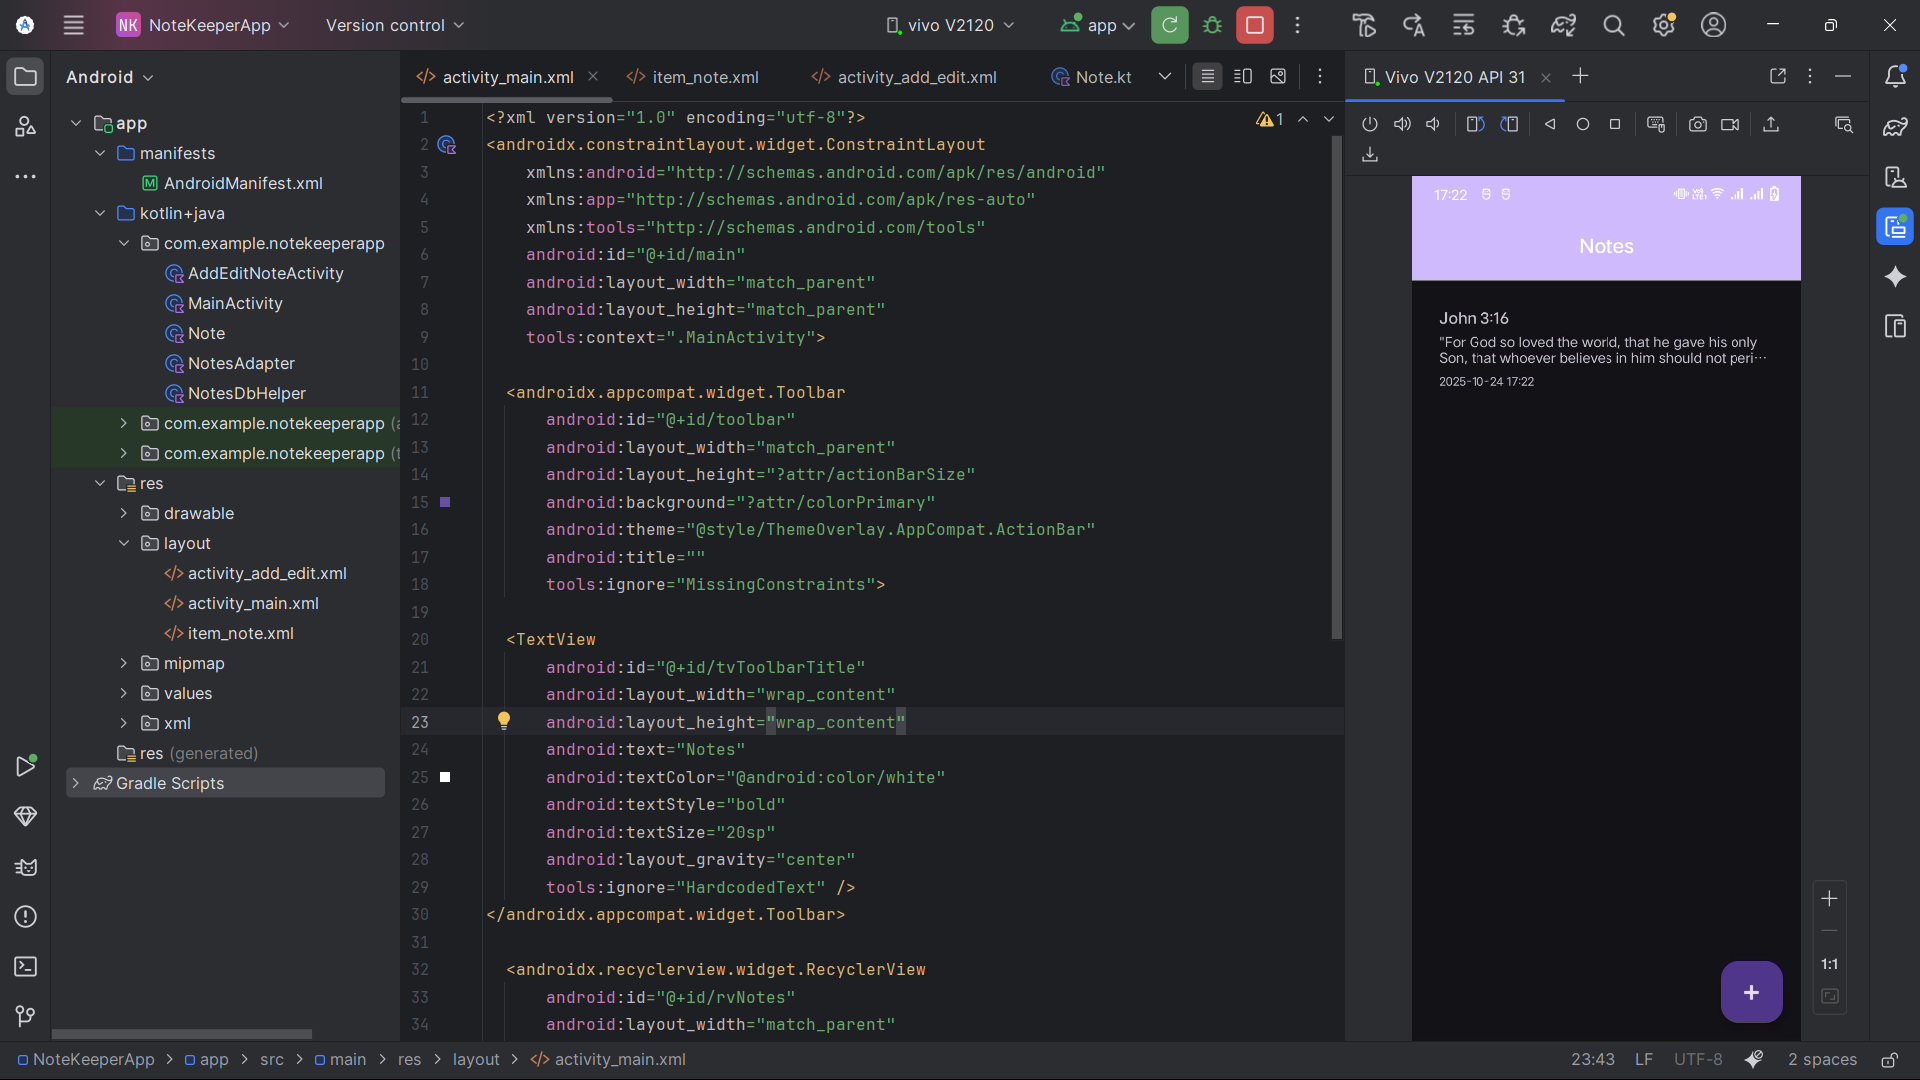 NK NoteKeeperApp
Version control
vivo V2120
app
Android
app
manifests
AndroidManifest.xml
kotlin+java
com.example.notekeeperapp
AddEditNoteActivity
MainActivity
Note
NotesAdapter
NotesDbHelper
com.example.notekeeperapp
com.example.notekeeperapp
res
drawable
layout
activity_add_edit.xml
activity_main.xml
item_note.xml
mipmap
values
xml
res (generated)
Gradle Scripts
activity_main.xml
item_note.xml
activity_add_edit.xml
Note.kt
1
1 <?xml version="1.0" encoding="utf-8"?>
2 <androidx.constraintlayout.widget.ConstraintLayout
3 xmlns:android="http://schemas.android.com/apk/res/android"
4 xmlns:app="http://schemas.android.com/apk/res-auto"
5 xmlns:tools="http://schemas.android.com/tools"
6 android:id="@+id/main"
7 android:layout_width="match_parent"
8 android:layout_height="match_parent"
9 tools:context=".MainActivity">
10
11 <androidx.appcompat.widget.Toolbar
12 android:id="@+id/toolbar"
13 android:layout_width="match_parent"
14 android:layout_height="?attr/actionBarSize"
15 android:background="?attr/colorPrimary"
16 android:theme="@style/ThemeOverlay.AppCompat.ActionBar"
17 android:title=""
18 tools:ignore="MissingConstraints">
19
20 <TextView
21 android:id="@+id/tvToolbarTitle"
22 android:layout_width="wrap_content"
23 android:layout_height="wrap_content"
24 android:text="Notes"
25 android:textColor="@android:color/white"
26 android:textStyle="bold"
27 android:textSize="20sp"
28 android:layout_gravity="center"
29 tools:ignore="HardcodedText" />
30 </androidx.appcompat.widget.Toolbar>
31
32 <androidx.recyclerview.widget.RecyclerView
33 android:id="@+id/rvNotes"
34 android:layout_width="match_parent"
Vivo V2120 API 31
17:22
Notes
John 3:16
"For God so loved the world, that he gave his only
Son, that whoever believes in him should not peri…
2025-10-24 17:22
+
1:1
NoteKeeperApp > app > src > main > res > layout > activity_main.xml
23:43
LF
UTF-8
2 spaces